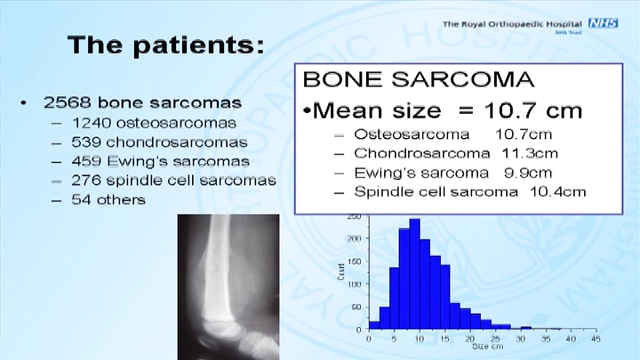 The Royal Orthopaedic Hospital NHS
NHS Trust
The patients:
• 2568 bone sarcomas
– 1240 osteosarcomas
– 539 chondrosarcomas
– 459 Ewing's sarcomas
– 276 spindle cell sarcomas
– 54 others
BONE SARCOMA
•Mean size = 10.7 cm
– Osteosarcoma 10.7cm
– Chondrosarcoma 11.3cm
– Ewing's sarcoma 9.9cm
– Spindle cell sarcoma 10.4cm
250
200
150
100
50
0
Count
0 5 10 15 20 25 30 35 40 45
Size cm